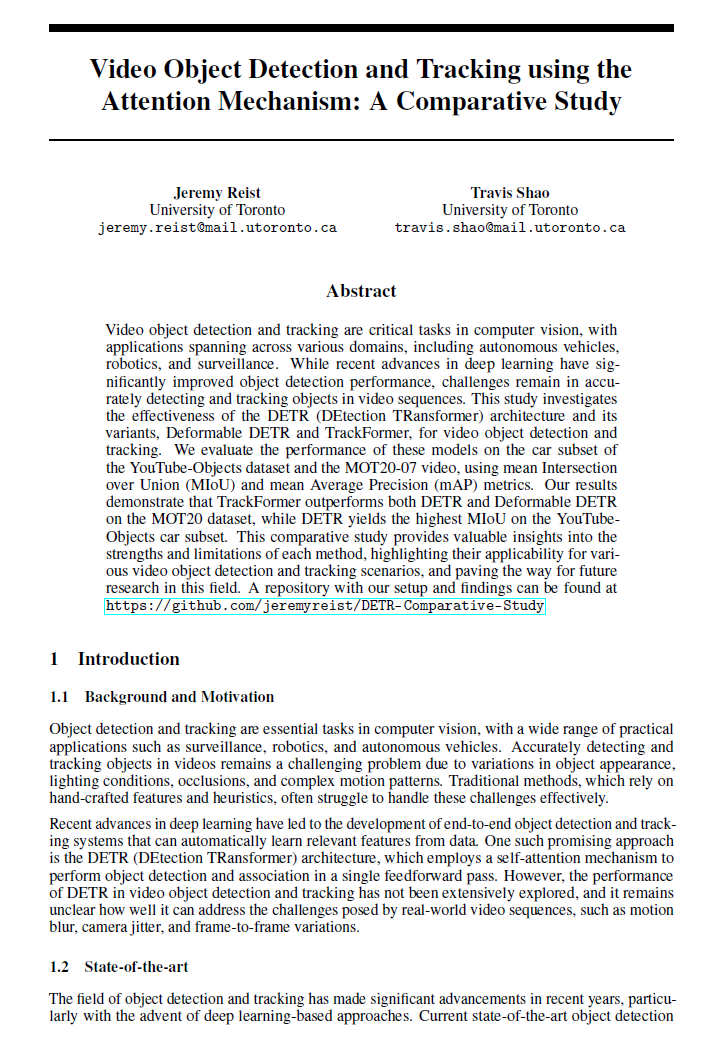 Video Object Detection and Tracking using the
Attention Mechanism: A Comparative Study
Jeremy Reist
University of Toronto
jeremy.reist@mail.utoronto.ca
Travis Shao
University of Toronto
travis.shao@mail.utoronto.ca
Abstract
Video object detection and tracking are critical tasks in computer vision, with
applications spanning across various domains, including autonomous vehicles,
robotics, and surveillance. While recent advances in deep learning have sig-
nificantly improved object detection performance, challenges remain in accu-
rately detecting and tracking objects in video sequences. This study investigates
the effectiveness of the DETR (DEtection TRansformer) architecture and its
variants, Deformable DETR and TrackFormer, for video object detection and
tracking. We evaluate the performance of these models on the car subset of
the YouTube-Objects dataset and the MOT20-07 video, using mean Intersection
over Union (MIoU) and mean Average Precision (mAP) metrics. Our results
demonstrate that TrackFormer outperforms both DETR and Deformable DETR
on the MOT20 dataset, while DETR yields the highest MIoU on the YouTube-
Objects car subset. This comparative study provides valuable insights into the
strengths and limitations of each method, highlighting their applicability for vari-
ous video object detection and tracking scenarios, and paving the way for future
research in this field. A repository with our setup and findings can be found at
https://github.com/jeremyreist/DETR-Comparative-Study
1 Introduction
1.1 Background and Motivation
Object detection and tracking are essential tasks in computer vision, with a wide range of practical
applications such as surveillance, robotics, and autonomous vehicles. Accurately detecting and
tracking objects in videos remains a challenging problem due to variations in object appearance,
lighting conditions, occlusions, and complex motion patterns. Traditional methods, which rely on
hand-crafted features and heuristics, often struggle to handle these challenges effectively.
Recent advances in deep learning have led to the development of end-to-end object detection and track-
ing systems that can automatically learn relevant features from data. One such promising approach
is the DETR (DEtection TRansformer) architecture, which employs a self-attention mechanism to
perform object detection and association in a single feedforward pass. However, the performance
of DETR in video object detection and tracking has not been extensively explored, and it remains
unclear how well it can address the challenges posed by real-world video sequences, such as motion
blur, camera jitter, and frame-to-frame variations.
1.2 State-of-the-art
The field of object detection and tracking has made significant advancements in recent years, particu-
larly with the advent of deep learning-based approaches. Current state-of-the-art object detection